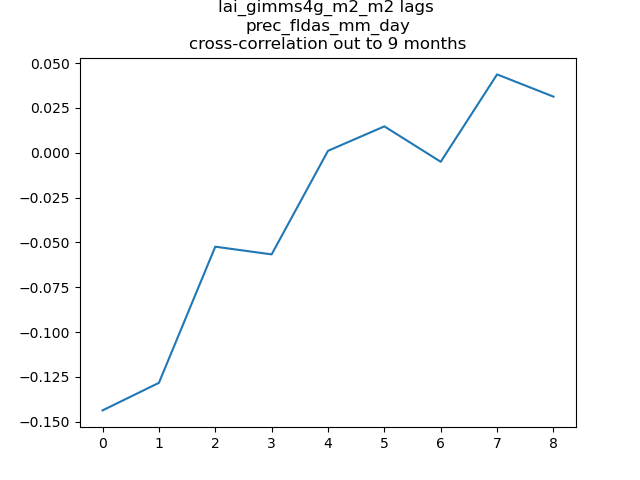 lai_gimms4g_m2_m2 lags
prec_fldas_mm_day
cross-correlation out to 9 months
0.050
0.025
0.000
−0.025
−0.050
−0.075
−0.100
−0.125
−0.150
0 1 2 3 4 5 6 7 8